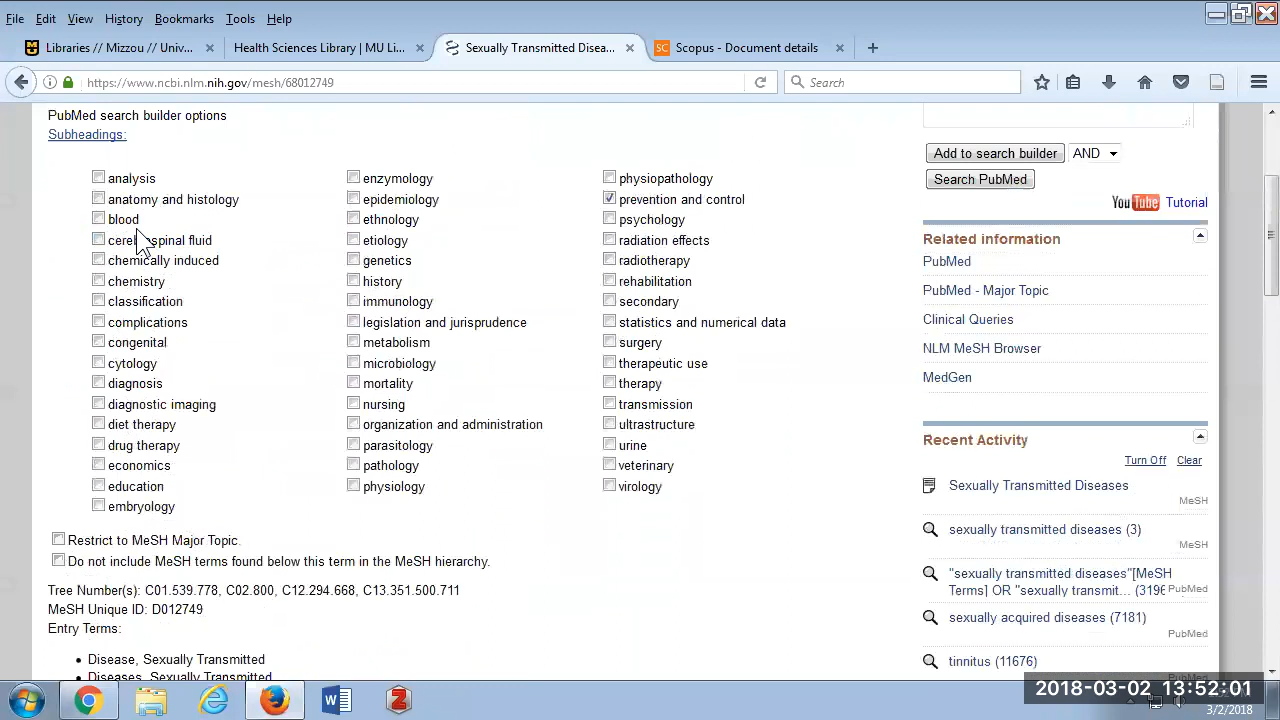 File Edit View History Bookmarks Tools Help
Libraries // Mizzou // Univ... × Health Sciences Library | MU Li... × Sexually Transmitted Disea... × SC Scopus - Document details × +
https://www.ncbi.nlm.nih.gov/mesh/68012749 Search
PubMed search builder options
Subheadings:
analysis enzymology physiopathology
anatomy and histology epidemiology prevention and control
blood ethnology psychology
cerebrospinal fluid etiology radiation effects
chemically induced genetics radiotherapy
chemistry history rehabilitation
classification immunology secondary
complications legislation and jurisprudence statistics and numerical data
congenital metabolism surgery
cytology microbiology therapeutic use
diagnosis mortality therapy
diagnostic imaging nursing transmission
diet therapy organization and administration ultrastructure
drug therapy parasitology urine
economics pathology veterinary
education physiology virology
embryology
Restrict to MeSH Major Topic.
Do not include MeSH terms found below this term in the MeSH hierarchy.
Tree Number(s): C01.539.778, C02.800, C12.294.668, C13.351.500.711
MeSH Unique ID: D012749
Entry Terms:
• Disease, Sexually Transmitted
• Diseases, Sexually Transmitted
Add to search builder AND
Search PubMed
YouTube Tutorial
Related information
PubMed
PubMed - Major Topic
Clinical Queries
NLM MeSH Browser
MedGen
Recent Activity
Turn Off Clear
Sexually Transmitted Diseases
MeSH
sexually transmitted diseases (3)
MeSH
"sexually transmitted diseases"[MeSH
Terms] OR "sexually transmit... (3196
PubMed
sexually acquired diseases (7181)
PubMed
tinnitus (11676)
2018-03-02 13:52:01
3/2/2018